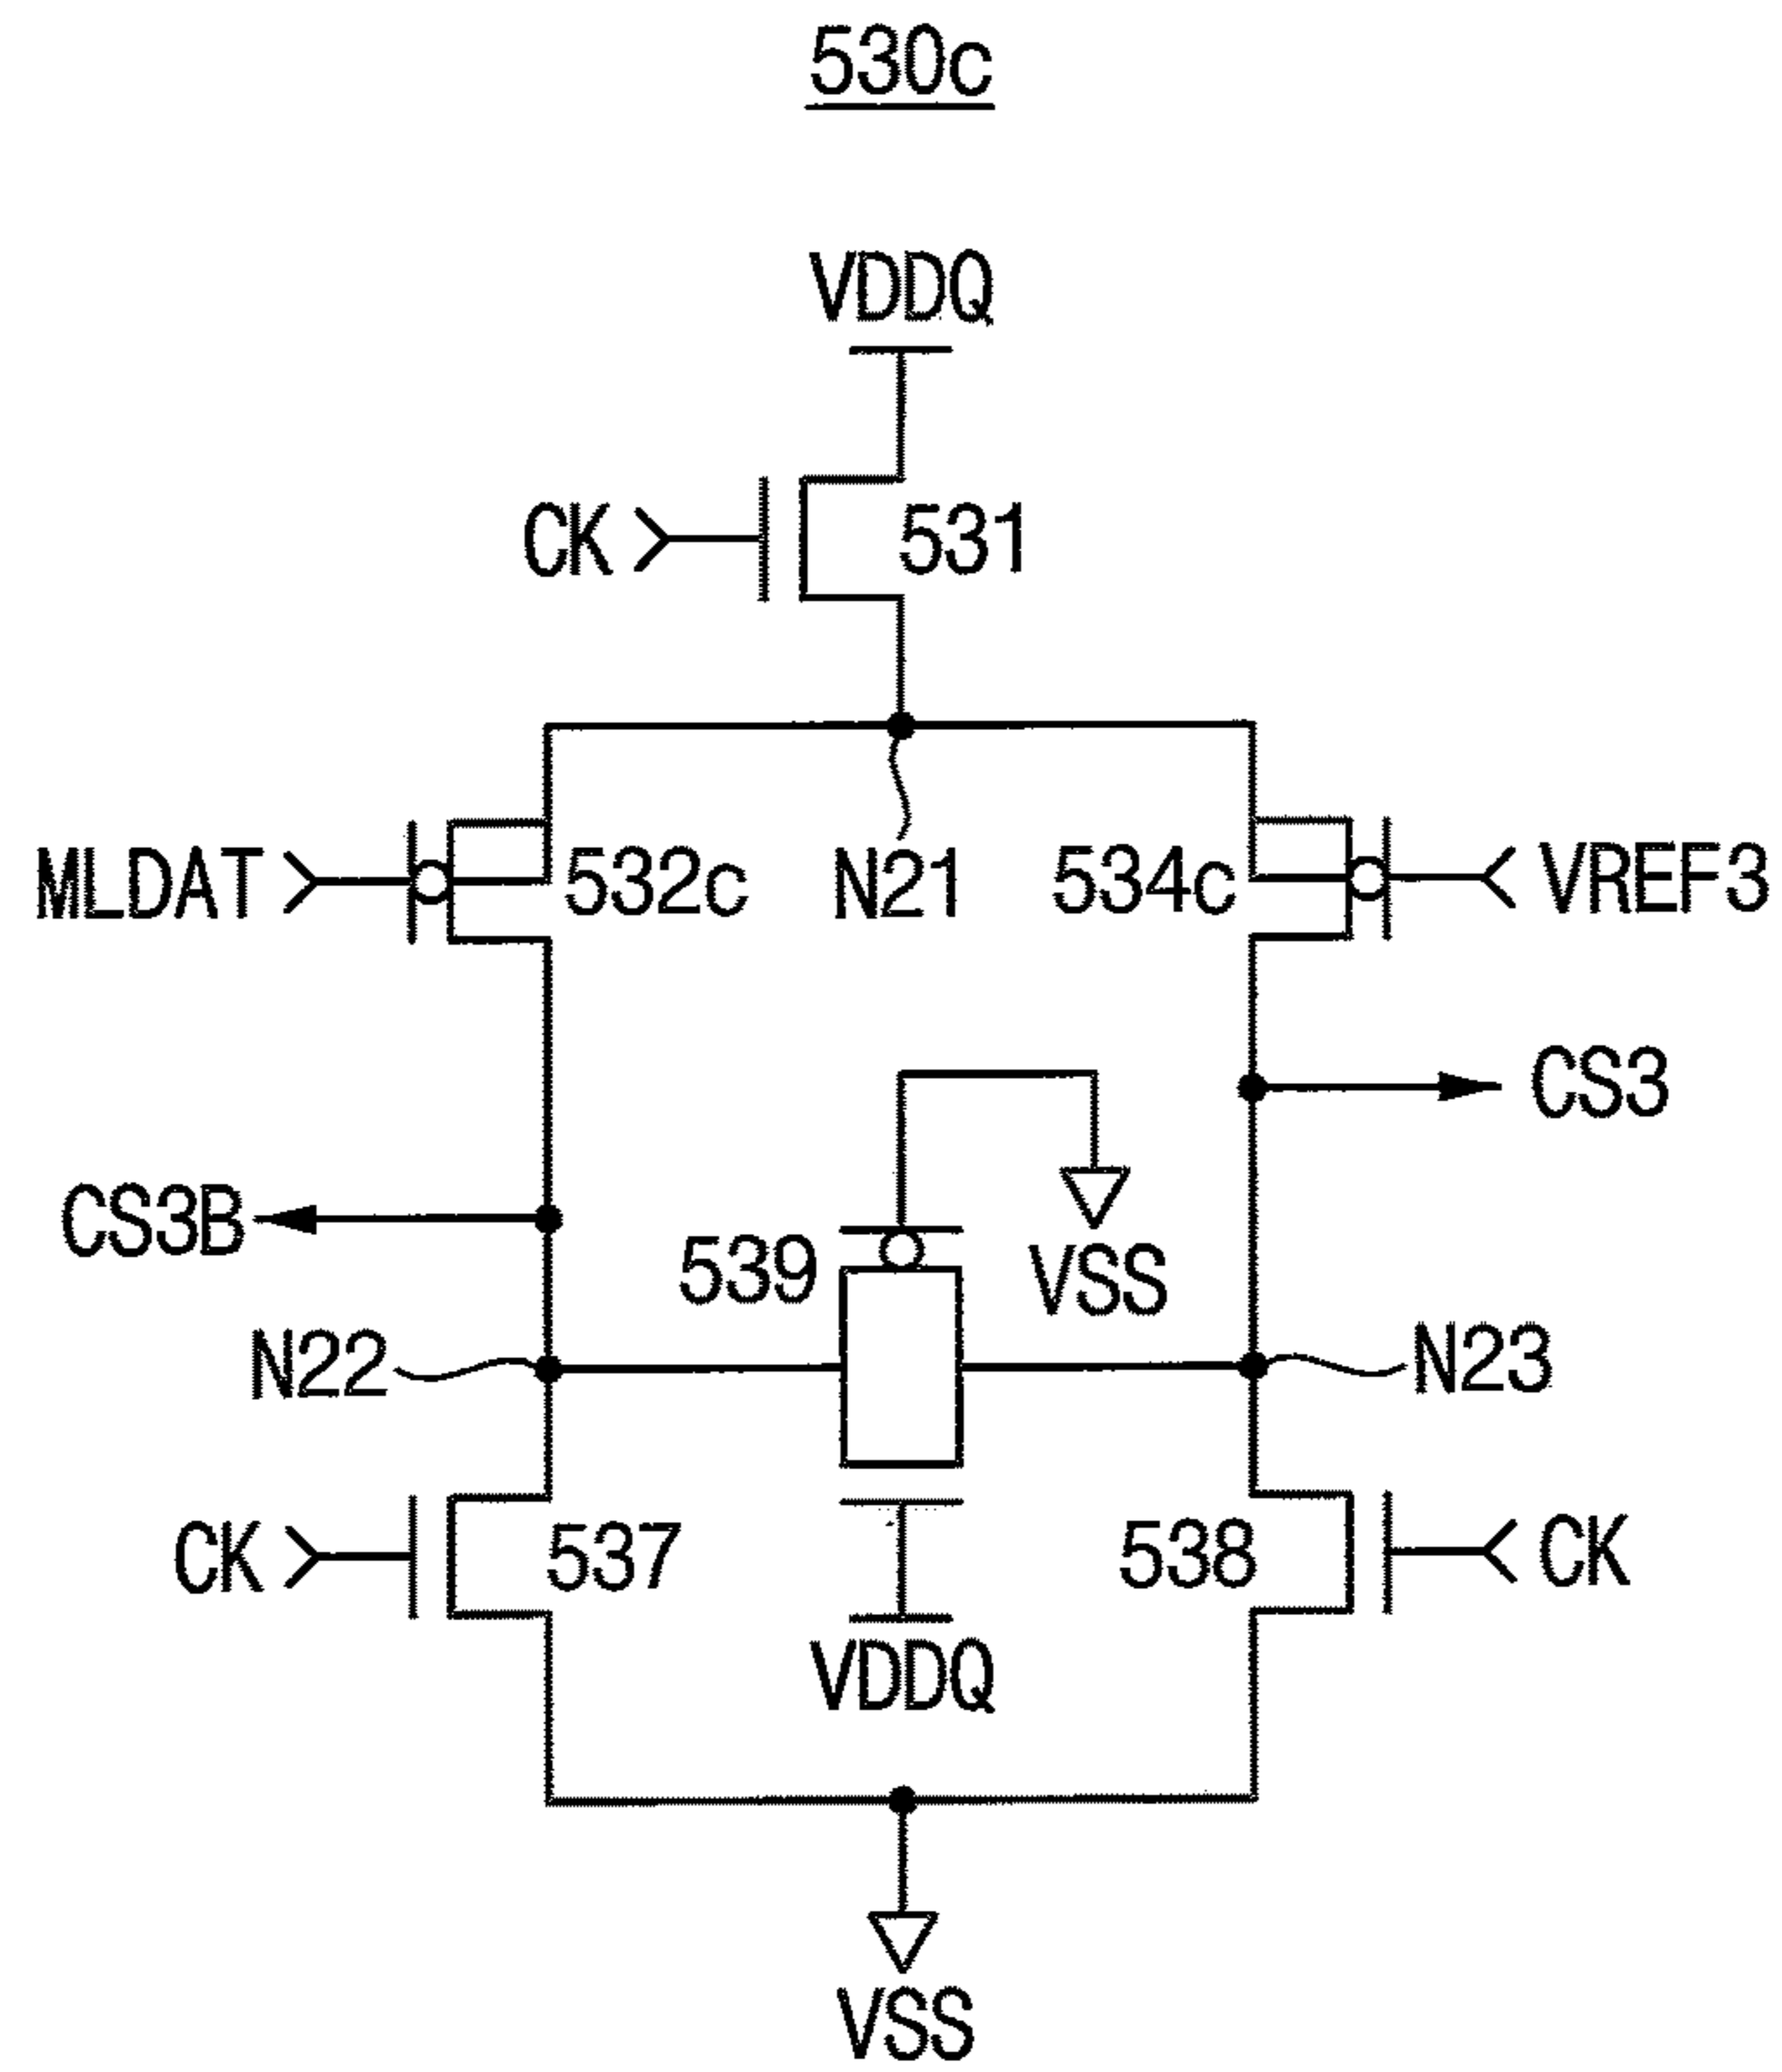 530c
VDDQ
CK 531
MLDAT 532c N21 534c VREF3
CS3
CS3B 539 VSS
N22 N23
CK 537 538 CK
VDDQ
VSS